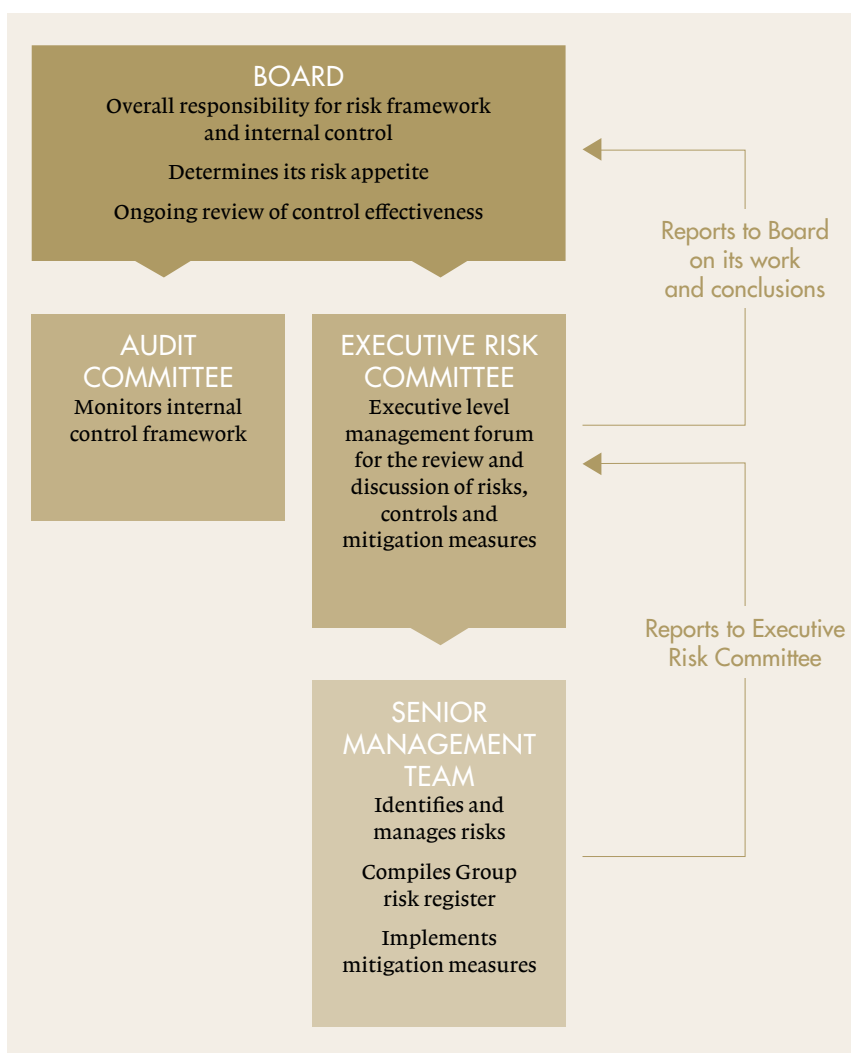 BOARD
Overall responsibility for risk framework
and internal control
Determines its risk appetite
Ongoing review of control effectiveness
Reports to Board
on its work
and conclusions
AUDIT
COMMITTEE
Monitors internal
control framework
EXECUTIVE RISK
COMMITTEE
Executive level
management forum
for the review and
discussion of risks,
controls and
mitigation measures
Reports to Executive
Risk Committee
SENIOR
MANAGEMENT
TEAM
Identifies and
manages risks
Compiles Group
risk register
Implements
mitigation measures